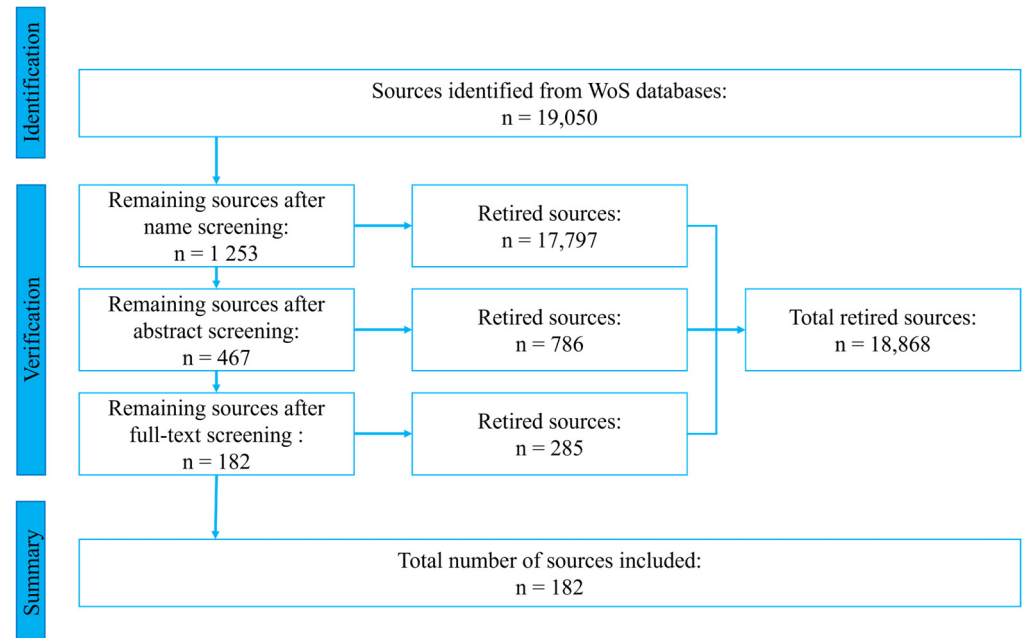 Identification
Sources identified from WoS databases:
n = 19,050
Verification
Remaining sources after
name screening:
n = 1 253
Retired sources:
n = 17,797
Remaining sources after
abstract screening:
n = 467
Retired sources:
n = 786
Total retired sources:
n = 18,868
Remaining sources after
full-text screening :
n = 182
Retired sources:
n = 285
Summary
Total number of sources included:
n = 182